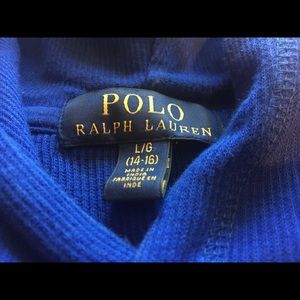 POLO
RALPH LAUREN
L/G
(14-16)
MADE IN
INDIA
FABRIQUÉ EN
INDE